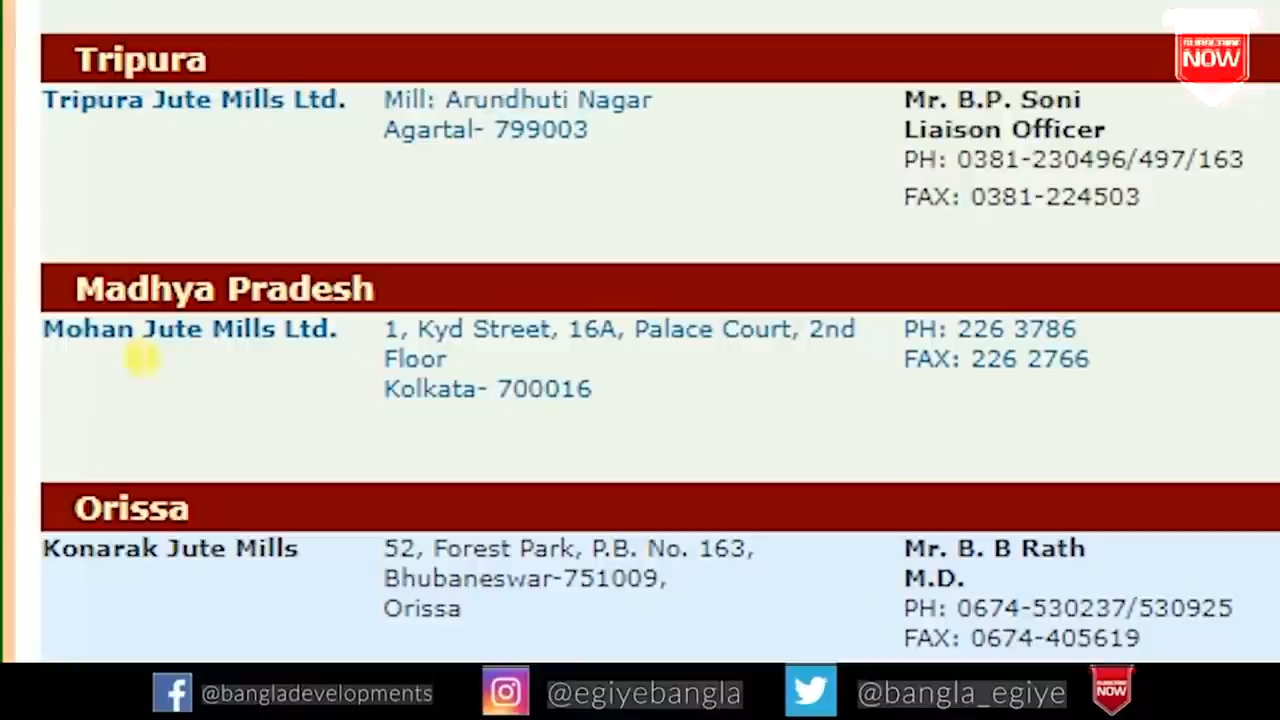 SUBSCRIBE
NOW
Tripura
Tripura Jute Mills Ltd. Mill: Arundhuti Nagar Mr. B.P. Soni
Agartal- 799003 Liaison Officer
PH: 0381-230496/497/163
FAX: 0381-224503
Madhya Pradesh
Mohan Jute Mills Ltd. 1, Kyd Street, 16A, Palace Court, 2nd PH: 226 3786
Floor FAX: 226 2766
Kolkata- 700016
Orissa
Konarak Jute Mills 52, Forest Park, P.B. No. 163, Mr. B. B Rath
Bhubaneswar-751009, M.D.
Orissa PH: 0674-530237/530925
FAX: 0674-405619
@bangladevelopments @egiyebangla @bangla_egiye SUBSCRIBE
NOW